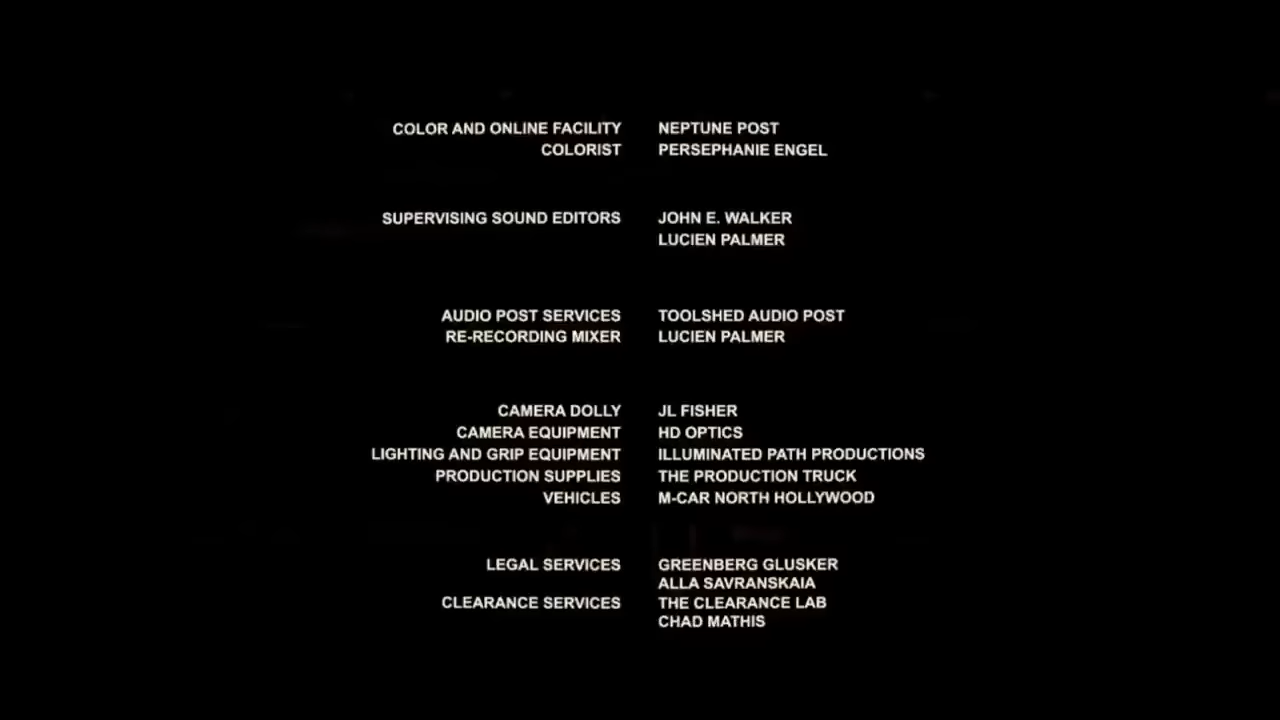 COLOR AND ONLINE FACILITY NEPTUNE POST
COLORIST PERSEPHANIE ENGEL
SUPERVISING SOUND EDITORS JOHN E. WALKER
LUCIEN PALMER
AUDIO POST SERVICES TOOLSHED AUDIO POST
RE-RECORDING MIXER LUCIEN PALMER
CAMERA DOLLY JL FISHER
CAMERA EQUIPMENT HD OPTICS
LIGHTING AND GRIP EQUIPMENT ILLUMINATED PATH PRODUCTIONS
PRODUCTION SUPPLIES THE PRODUCTION TRUCK
VEHICLES M-CAR NORTH HOLLYWOOD
LEGAL SERVICES GREENBERG GLUSKER
ALLA SAVRANSKAIA
CLEARANCE SERVICES THE CLEARANCE LAB
CHAD MATHIS